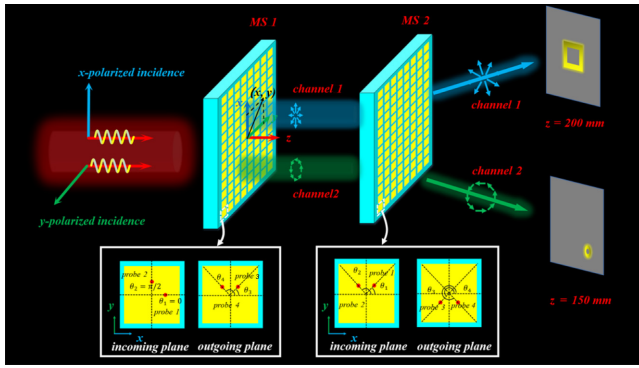 MS 1
MS 2
x-polarized incidence
(x, y)
z
channel 1
channel 1
z = 200 mm
channel2
channel 2
y-polarized incidence
probe 2
θ₂ = π/2
θ₁ = 0
probe 1
y
x
incoming plane
θ₄
probe 3
θ₃
probe 4
outgoing plane
θ₂
probe 1
θ₁
probe 2
y
x
incoming plane
θ₃
θ₄
probe 3
probe 4
outgoing plane
z = 150 mm